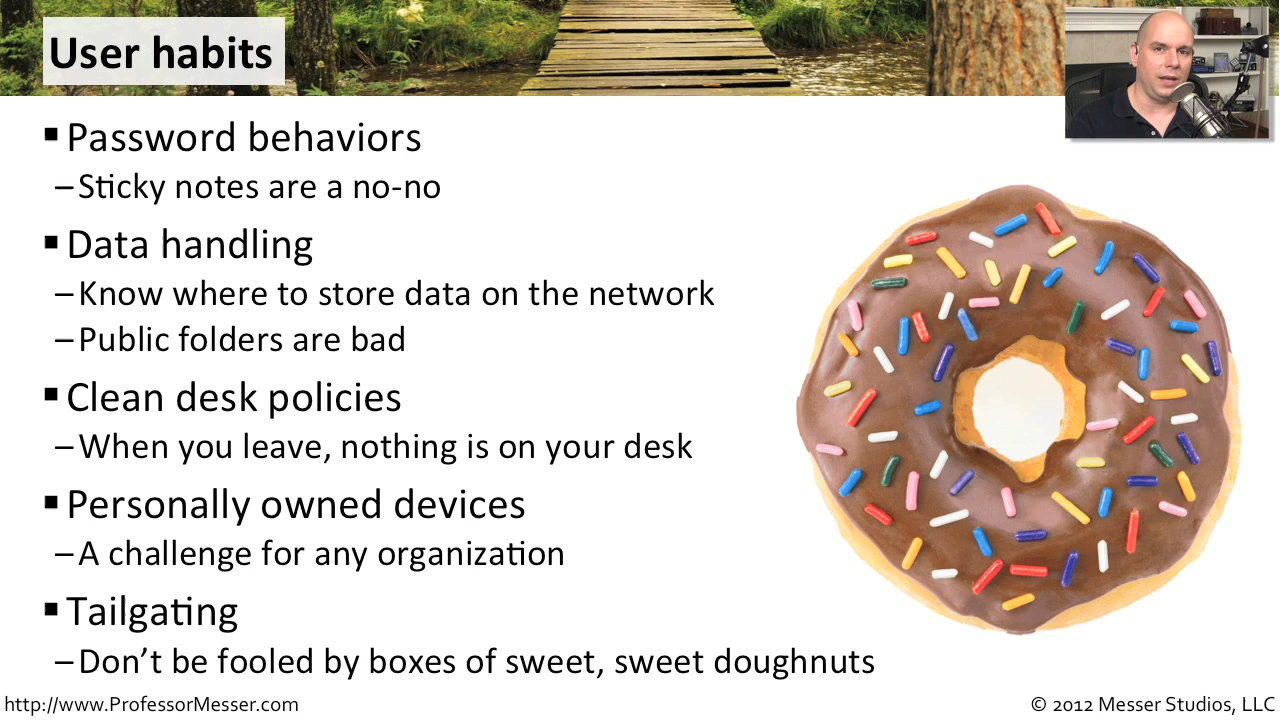 User habits
▪ Password behaviors
–Sticky notes are a no-no
▪ Data handling
–Know where to store data on the network
–Public folders are bad
▪ Clean desk policies
–When you leave, nothing is on your desk
▪ Personally owned devices
–A challenge for any organization
▪ Tailgating
–Don’t be fooled by boxes of sweet, sweet doughnuts
http://www.ProfessorMesser.com
© 2012 Messer Studios, LLC